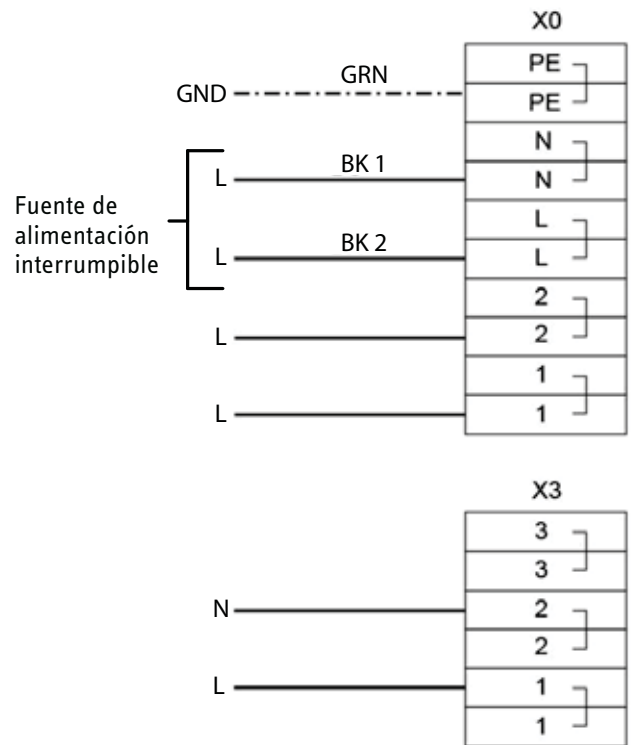 X0
PE
GND GRN PE
N
L BK 1 N
Fuente de
alimentación
interrumpible
L
L BK 2 L
2
L 2
1
L 1
X3
3
3
N 2
2
L 1
1